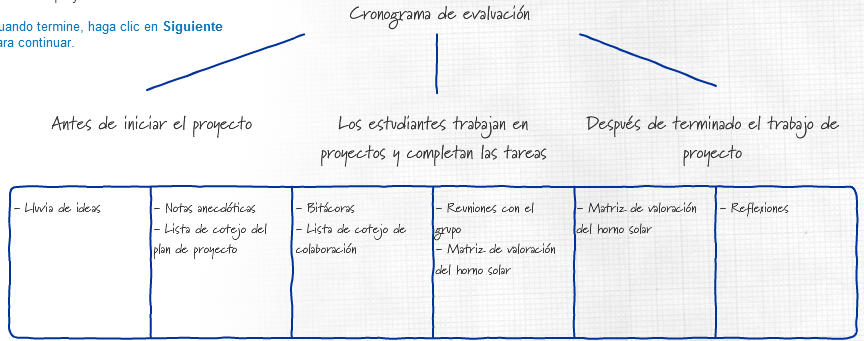 uando termine, haga clic en Siguiente
ara continuar.
Cronograma de evaluación
Antes de iniciar el proyecto
Los estudiantes trabajan en
proyectos y completan las tareas
Después de terminado el trabajo de
proyecto
- Lluvia de ideas
- Notas anecdóticas
- Lista de cotejo del
plan de proyecto
- Bitácoras
- Lista de cotejo de
colaboración
- Reuniones con el
grupo
- Matriz de valoración
del horno solar
- Matriz de valoración
del horno solar
- Reflexiones